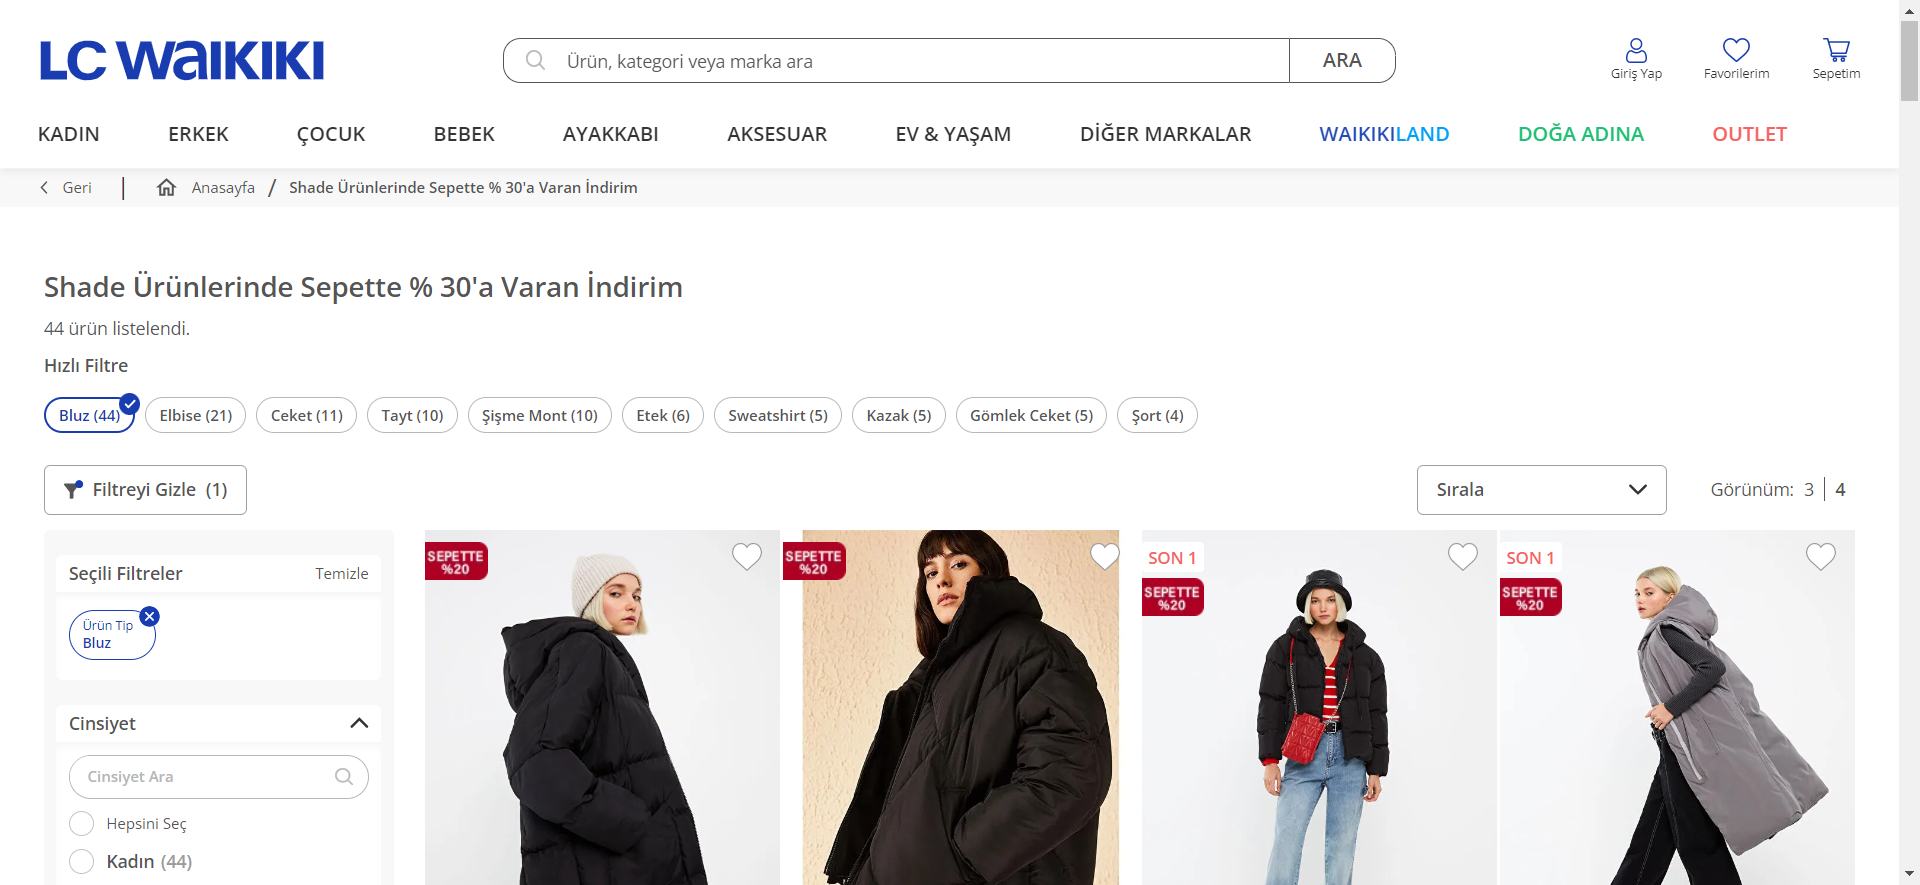 LC WAIKIKI
Ürün, kategori veya marka ara
ARA
Giriş Yap
Favorilerim
Sepetim
KADIN
ERKEK
ÇOCUK
BEBEK
AYAKKABI
AKSESUAR
EV & YAŞAM
DİĞER MARKALAR
WAIKIKILAND
DOĞA ADINA
OUTLET
Geri
Anasayfa / Shade Ürünlerinde Sepette % 30'a Varan İndirim
Shade Ürünlerinde Sepette % 30'a Varan İndirim
44 ürün listelendi.
Hızlı Filtre
Bluz (44)
Elbise (21)
Ceket (11)
Tayt (10)
Şişme Mont (10)
Etek (6)
Sweatshirt (5)
Kazak (5)
Gömlek Ceket (5)
Şort (4)
Filtreyi Gizle (1)
Sırala
Görünüm: 3 | 4
Seçili Filtreler
Temizle
Ürün Tip
Bluz
Cinsiyet
Cinsiyet Ara
Hepsini Seç
Kadın (44)
SEPETTE
%20
SEPETTE
%20
SON 1
SEPETTE
%20
SON 1
SEPETTE
%20